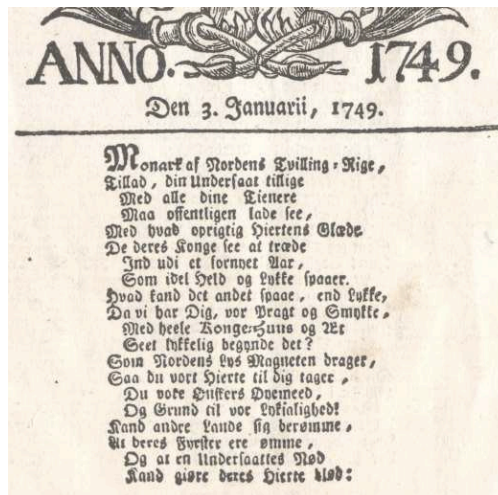 ANNO. 1749.
Den 3. Januarii, 1749.
Monark af Nordens Tvilling-Rige,
Tillad, din Undersaat tillige
Med alle dine Tienere
Maa offentligen lade see,
Med hvad oprigtig Hiertens Glæde
De deres Konge see at træde
Ind udi et fornyet Aar,
Som idel Held og Lykke spaaer.
Hvad kand det andet spaae, end Lykke,
Da vi har Dig, vor Pragt og Smykke,
Med heele Konge-Huus og Æt
Seet lykkelig begynde det?
Som Nordens Lys Magneten drager,
Saa du vort Hierte til dig tager,
Du vore Ønskers Øyemeed,
Og Grund til vor Lyksalighed!
Kand andre Lande sig berømme,
At deres Fyrster ere ømme,
Og at en Undersaattes Nød
Kand giøre deres Hierte blød: